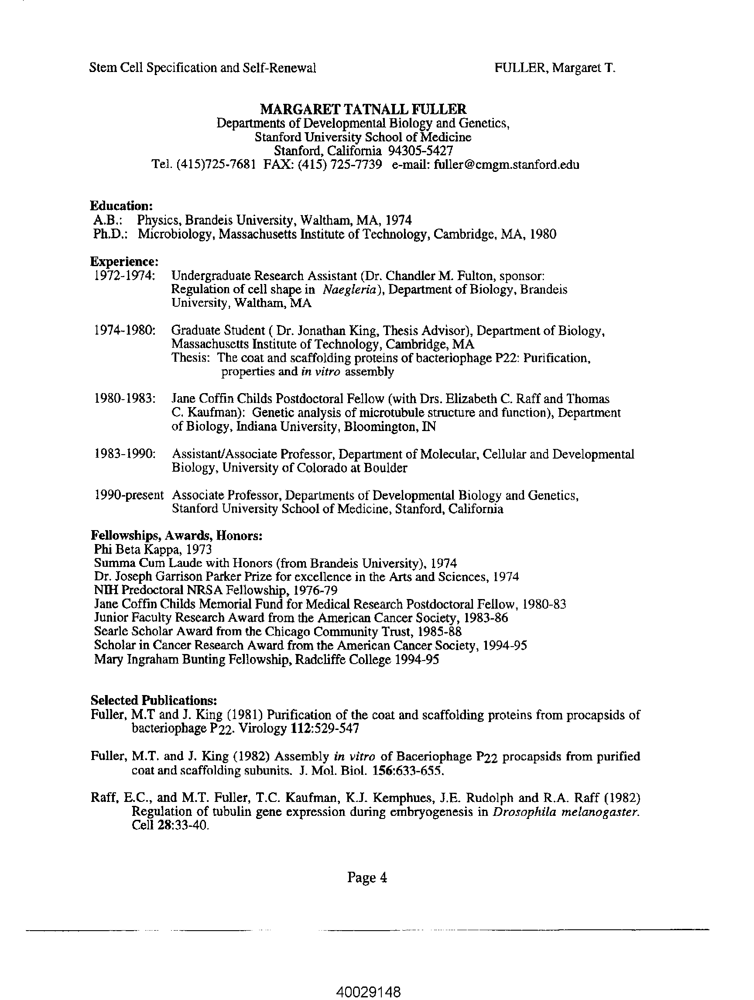 Stem Cell Specification and Self-Renewal FULLER, Margaret T.
MARGARET TATNALL FULLER
Departments of Developmental Biology and Genetics,
Stanford University School of Medicine
Stanford, California 94305-5427
Tel. (415)725-7681 FAX: (415) 725-7739 e-mail: fuller@cmgm.stanford.edu
Education:
A.B.: Physics, Brandeis University, Waltham, MA, 1974
Ph.D.: Microbiology, Massachusetts Institute of Technology, Cambridge, MA, 1980
Experience:
1972-1974: Undergraduate Research Assistant (Dr. Chandler M. Fulton, sponsor:
Regulation of cell shape in Naegleria), Department of Biology, Brandeis
University, Waltham, MA
1974-1980: Graduate Student ( Dr. Jonathan King, Thesis Advisor), Department of Biology,
Massachusetts Institute of Technology, Cambridge, MA
Thesis: The coat and scaffolding proteins of bacteriophage P22: Purification,
properties and in vitro assembly
1980-1983: Jane Coffin Childs Postdoctoral Fellow (with Drs. Elizabeth C. Raff and Thomas
C. Kaufman): Genetic analysis of microtubule structure and function), Department
of Biology, Indiana University, Bloomington, IN
1983-1990: Assistant/Associate Professor, Department of Molecular, Cellular and Developmental
Biology, University of Colorado at Boulder
1990-present Associate Professor, Departments of Developmental Biology and Genetics,
Stanford University School of Medicine, Stanford, California
Fellowships, Awards, Honors:
Phi Beta Kappa, 1973
Summa Cum Laude with Honors (from Brandeis University), 1974
Dr. Joseph Garrison Parker Prize for excellence in the Arts and Sciences, 1974
NIH Predoctoral NRSA Fellowship, 1976-79
Jane Coffin Childs Memorial Fund for Medical Research Postdoctoral Fellow, 1980-83
Junior Faculty Research Award from the American Cancer Society, 1983-86
Searle Scholar Award from the Chicago Community Trust, 1985-88
Scholar in Cancer Research Award from the American Cancer Society, 1994-95
Mary Ingraham Bunting Fellowship, Radcliffe College 1994-95
Selected Publications:
Fuller, M.T and J. King (1981) Purification of the coat and scaffolding proteins from procapsids of
bacteriophage P22. Virology 112:529-547
Fuller, M.T. and J. King (1982) Assembly in vitro of Baceriophage P22 procapsids from purified
coat and scaffolding subunits. J. Mol. Biol. 156:633-655.
Raff, E.C., and M.T. Fuller, T.C. Kaufman, K.J. Kemphues, J.E. Rudolph and R.A. Raff (1982)
Regulation of tubulin gene expression during embryogenesis in Drosophila melanogaster.
Cell 28:33-40.
Page 4
40029148